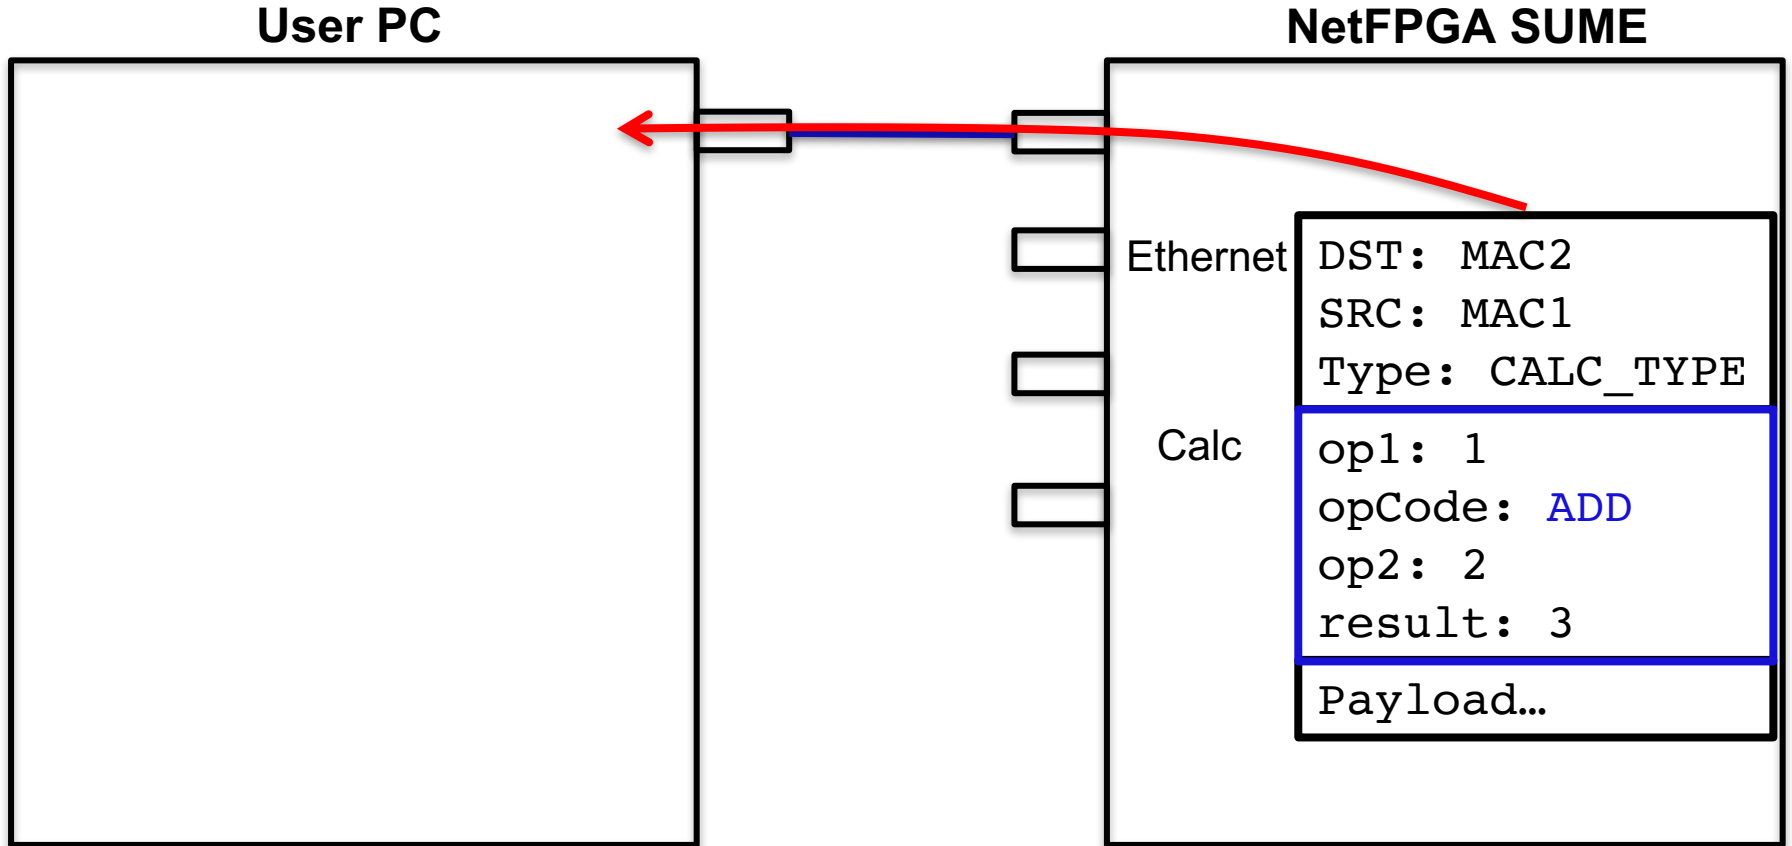 User PC
NetFPGA SUME
Ethernet
DST: MAC2
SRC: MAC1
Type: CALC_TYPE
Calc
op1: 1
opCode: ADD
op2: 2
result: 3
Payload…